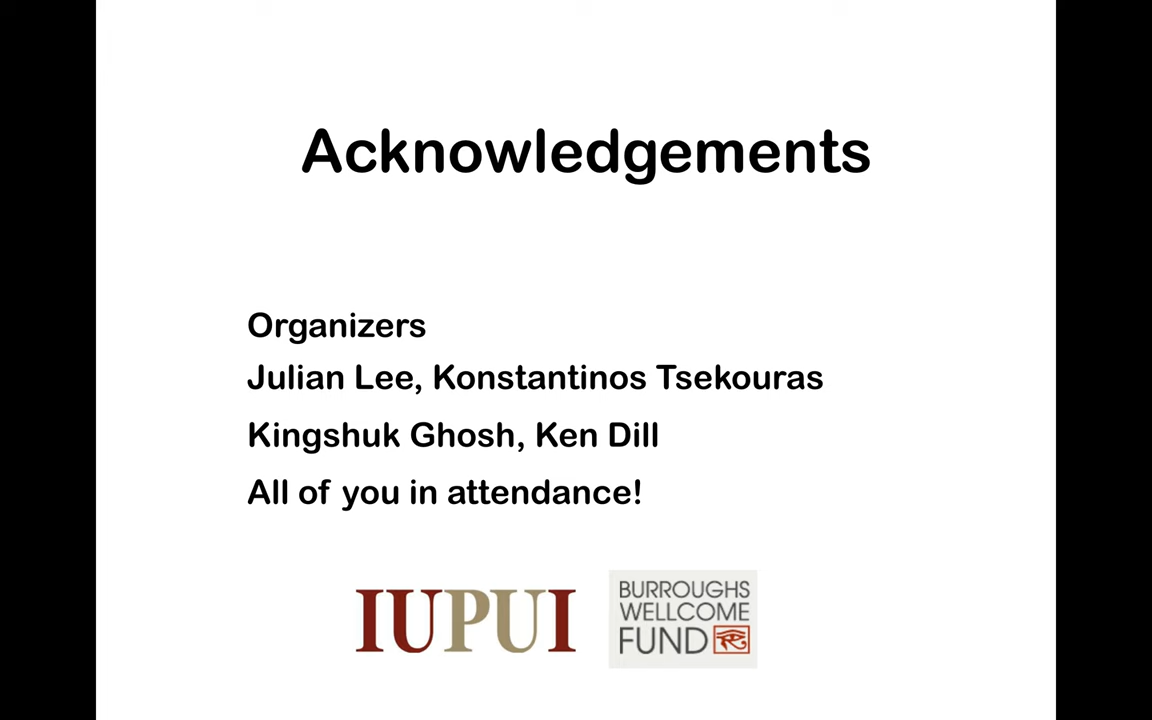 Acknowledgements
Organizers
Julian Lee, Konstantinos Tsekouras
Kingshuk Ghosh, Ken Dill
All of you in attendance!
IUPUI
BURROUGHS
WELLCOME
FUND